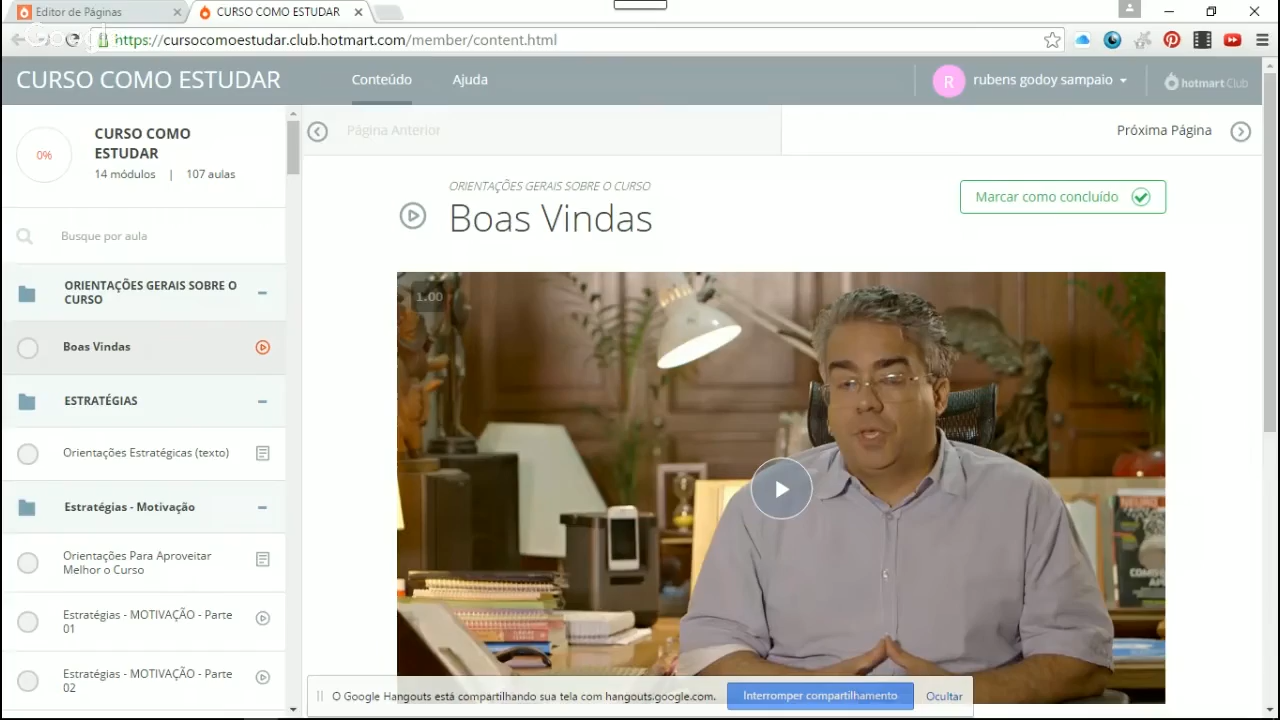 Editor de Páginas
CURSO COMO ESTUDAR
Google
https://cursocomoestudar.club.hotmart.com/member/content.html
CURSO COMO ESTUDAR
Conteúdo
Ajuda
R
rubens godoy sampaio
hotmart Club
0%
CURSO COMO
ESTUDAR
14 módulos | 107 aulas
Busque por aula
ORIENTAÇÕES GERAIS SOBRE O
CURSO
Boas Vindas
ESTRATÉGIAS
Orientações Estratégicas (texto)
Estratégias - Motivação
Orientações Para Aproveitar
Melhor o Curso
Estratégias - MOTIVAÇÃO - Parte
01
Estratégias - MOTIVAÇÃO - Parte
02
Página Anterior
Próxima Página
ORIENTAÇÕES GERAIS SOBRE O CURSO
Boas Vindas
Marcar como concluído
1.00
O Google Hangouts está compartilhando sua tela com hangouts.google.com.
Interromper compartilhamento
Ocultar